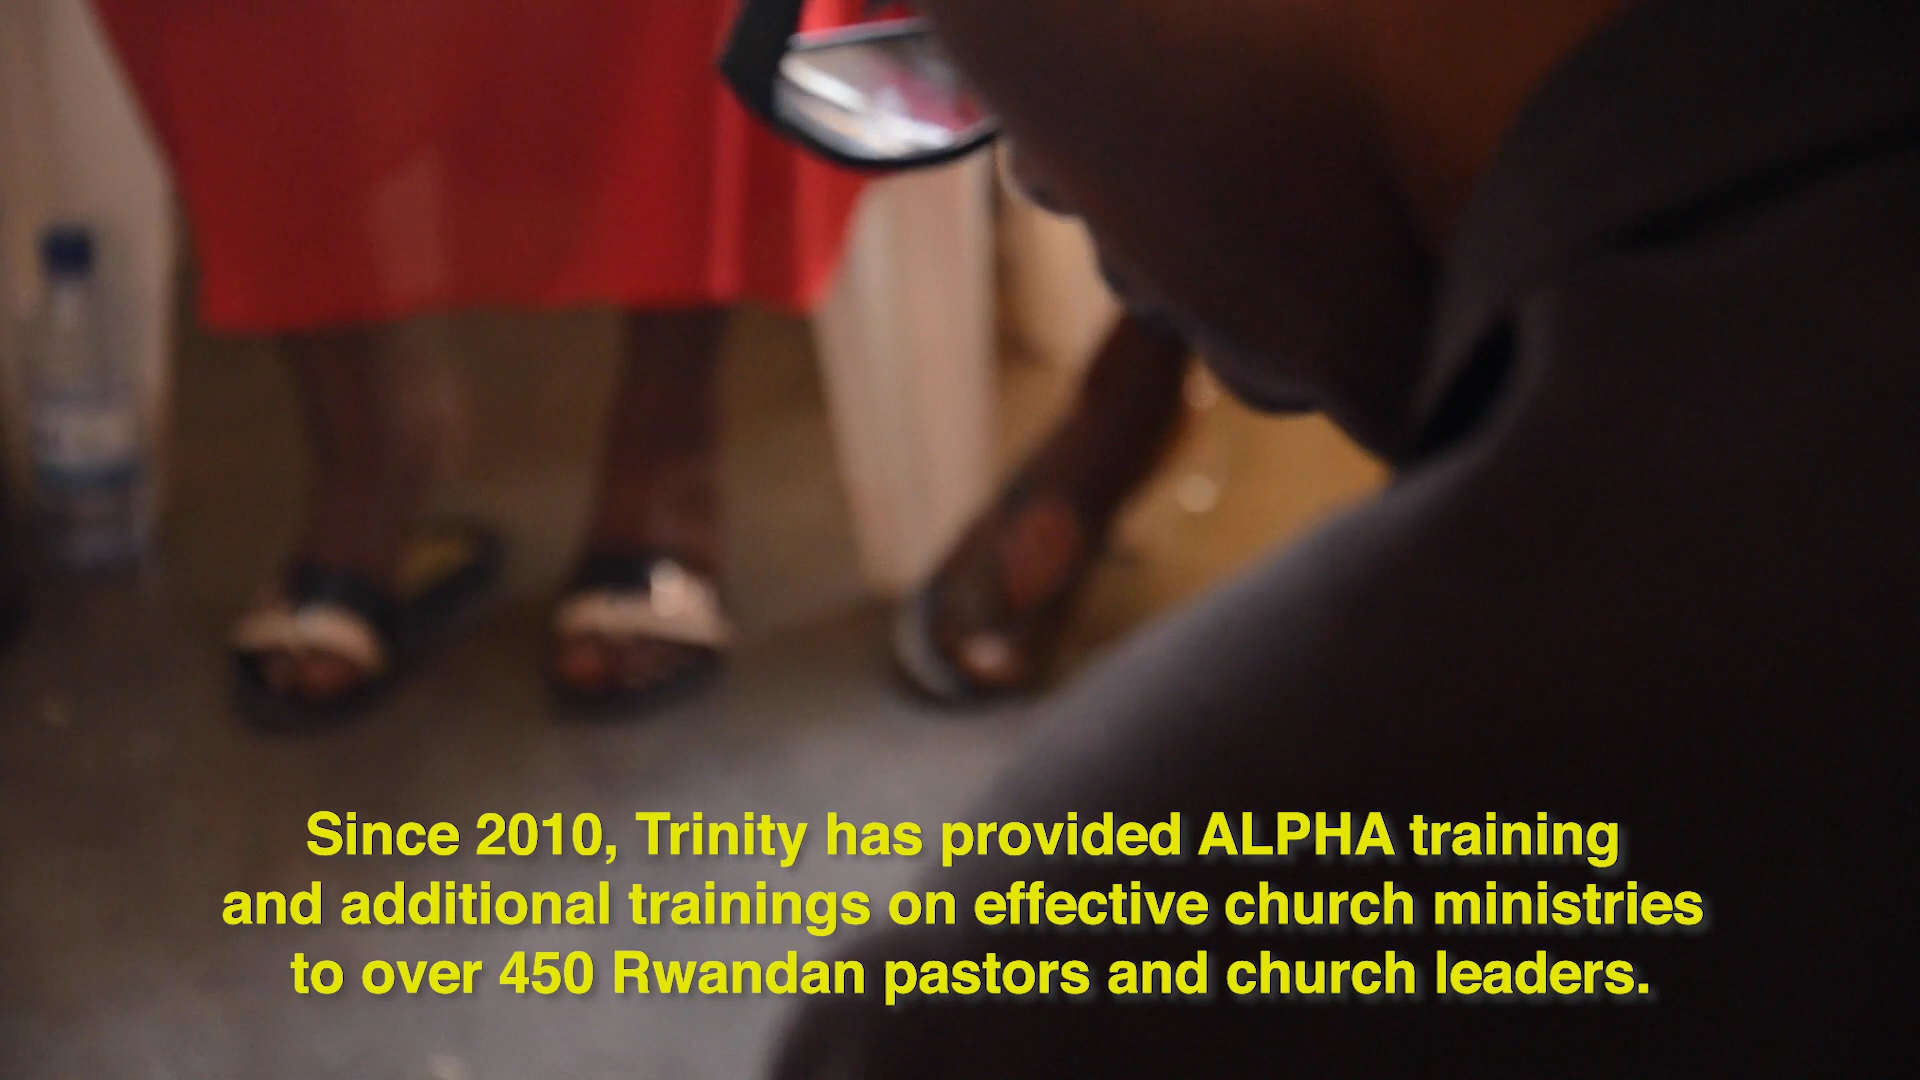 Since 2010, Trinity has provided ALPHA training
and additional trainings on effective church ministries
to over 450 Rwandan pastors and church leaders.